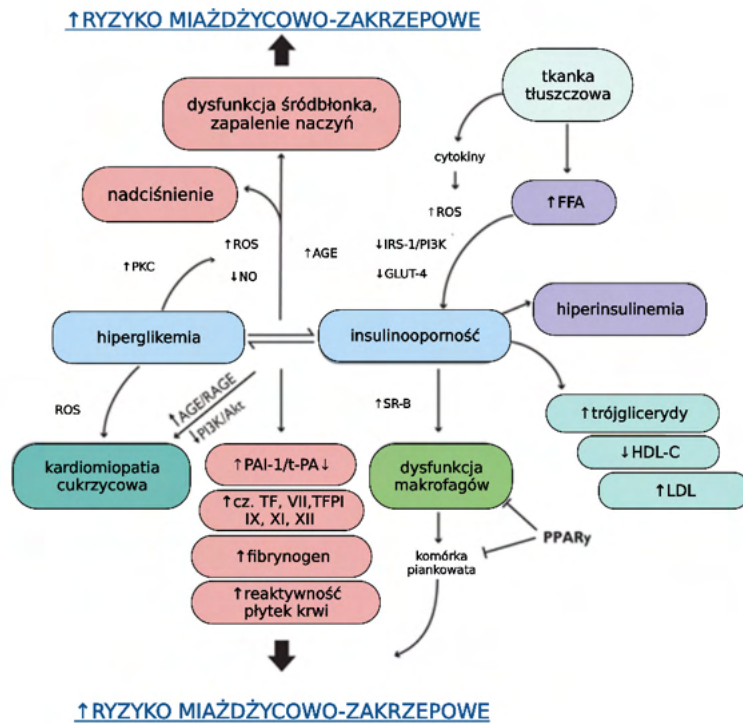 ↑RYZYKO MIAŻDŻYCOWO-ZAKRZEPOWE
dysfunkcja śródbłonka,
zapalenie naczyń
tkanka
tłuszczowa
cytokiny
nadciśnienie
↑ROS
↑FFA
↑PKC
↑ROS
↓NO
↑AGE
↓IRS-1/PI3K
↓GLUT-4
hiperglikemia
insulinooporność
hiperinsulinemia
ROS
↑AGE/RAGE
↓PI3K/Akt
↑SR-B
↑trójglicerydy
↓HDL-C
↑LDL
kardiomiopatia
cukrzycowa
↑PAI-1/t-PA↓
↑cz. TF, VII,TFPI
IX, XI, XII
↑fibrynogen
↑reaktywność
płytek krwi
dysfunkcja
makrofagów
PPARγ
komórka
piankowata
↑RYZYKO MIAŻDŻYCOWO-ZAKRZEPOWE